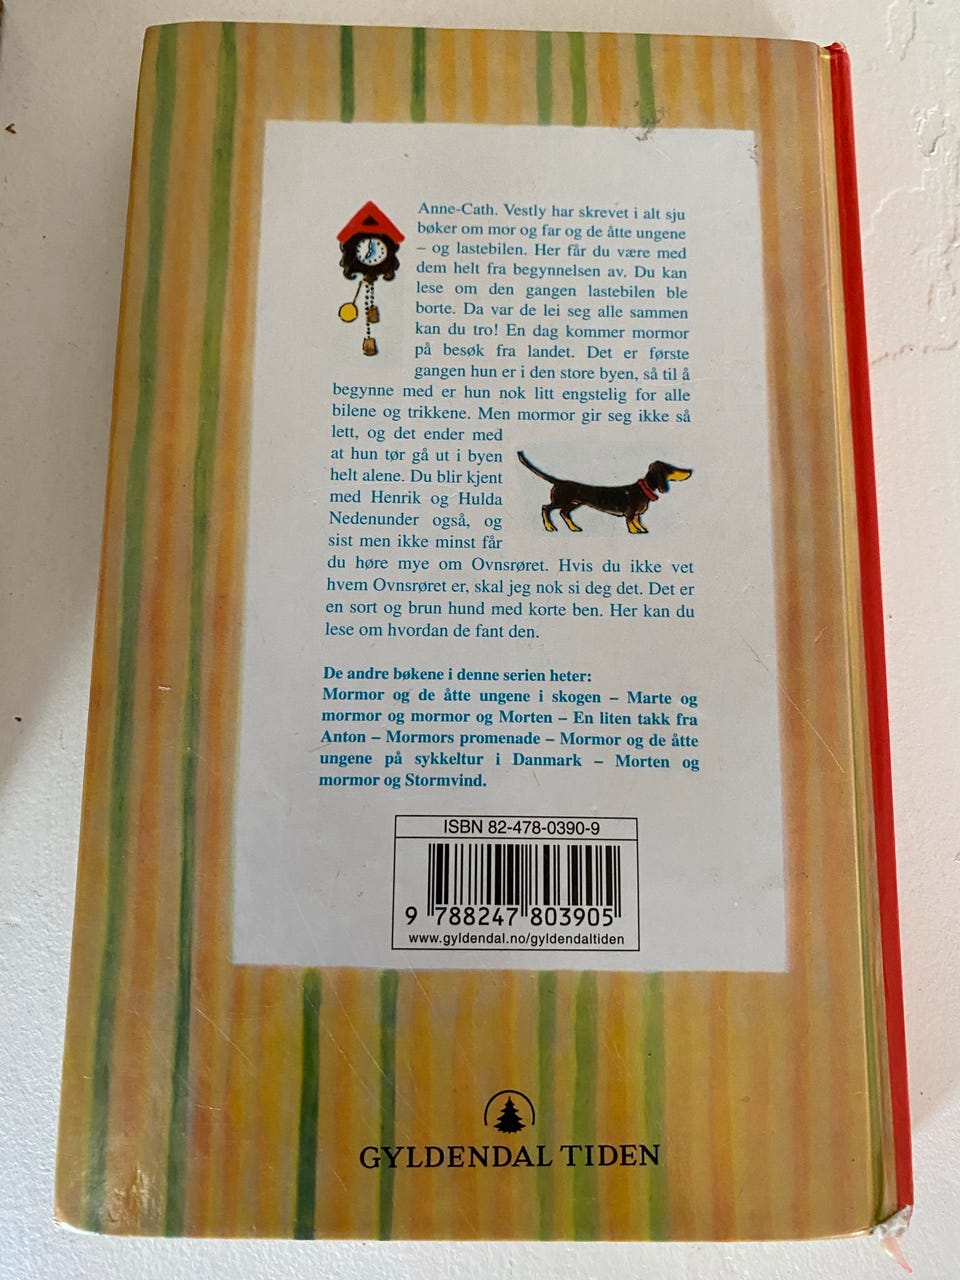 Anne-Cath. Vestly har skrevet i alt sju
bøker om mor og far og de åtte ungene
– og lastebilen. Her får du være med
dem helt fra begynnelsen av. Du kan
lese om den gangen lastebilen ble
borte. Da var de lei seg alle sammen
kan du tro! En dag kommer mormor
på besøk fra landet. Det er første
gangen hun er i den store byen, så til å
begynne med er hun nok litt engstelig for alle
bilene og trikkene. Men mormor gir seg ikke så
lett, og det ender med
at hun tør gå ut i byen
helt alene. Du blir kjent
med Henrik og Hulda
Nedenunder også, og
sist men ikke minst får
du høre mye om Ovnsrøret. Hvis du ikke vet
hvem Ovnsrøret er, skal jeg nok si deg det. Det er
en sort og brun hund med korte ben. Her kan du
lese om hvordan de fant den.
De andre bøkene i denne serien heter:
Mormor og de åtte ungene i skogen – Marte og
mormor og mormor og Morten – En liten takk fra
Anton – Mormors promenade – Mormor og de åtte
ungene på sykkeltur i Danmark – Morten og
mormor og Stormvind.
ISBN 82-478-0390-9
9 788247 803905
www.gyldendal.no/gyldendaltiden
GYLDENDAL TIDEN